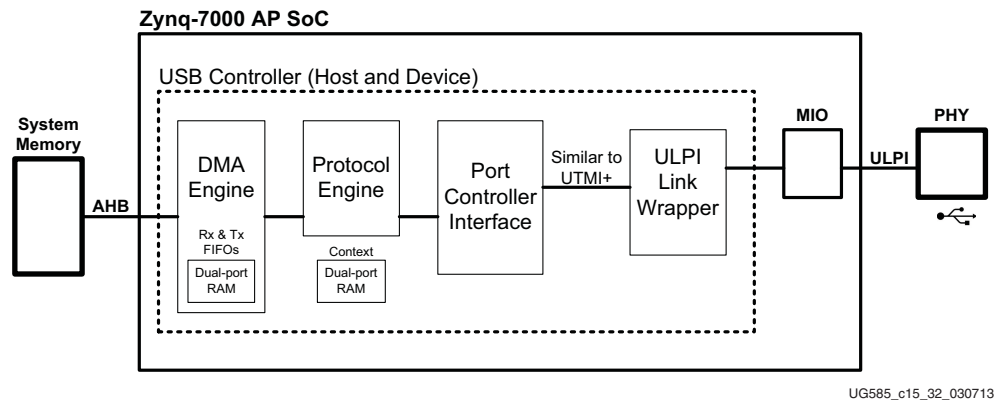 Zynq-7000 AP SoC
USB Controller (Host and Device)
System
Memory
AHB
DMA
Engine
Rx & Tx
FIFOs
Dual-port
RAM
Protocol
Engine
Context
Dual-port
RAM
Port
Controller
Interface
Similar to
UTMI+
ULPI
Link
Wrapper
MIO
ULPI
PHY
UG585_c15_32_030713